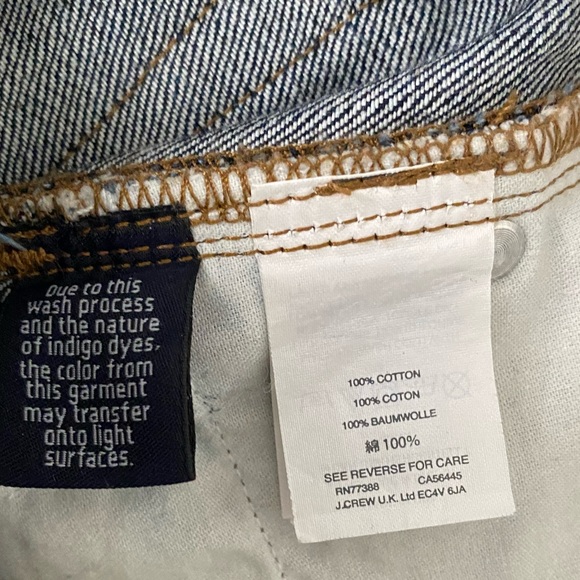 Due to this
wash process
and the nature
of indigo dyes,
the color from
this garment
may transfer
onto light
surfaces.
100% COTTON
100% COTON
100% BAUMWOLLE
綿 100%
SEE REVERSE FOR CARE
RN77388 CA56445
J.CREW U.K. Ltd EC4V 6JA